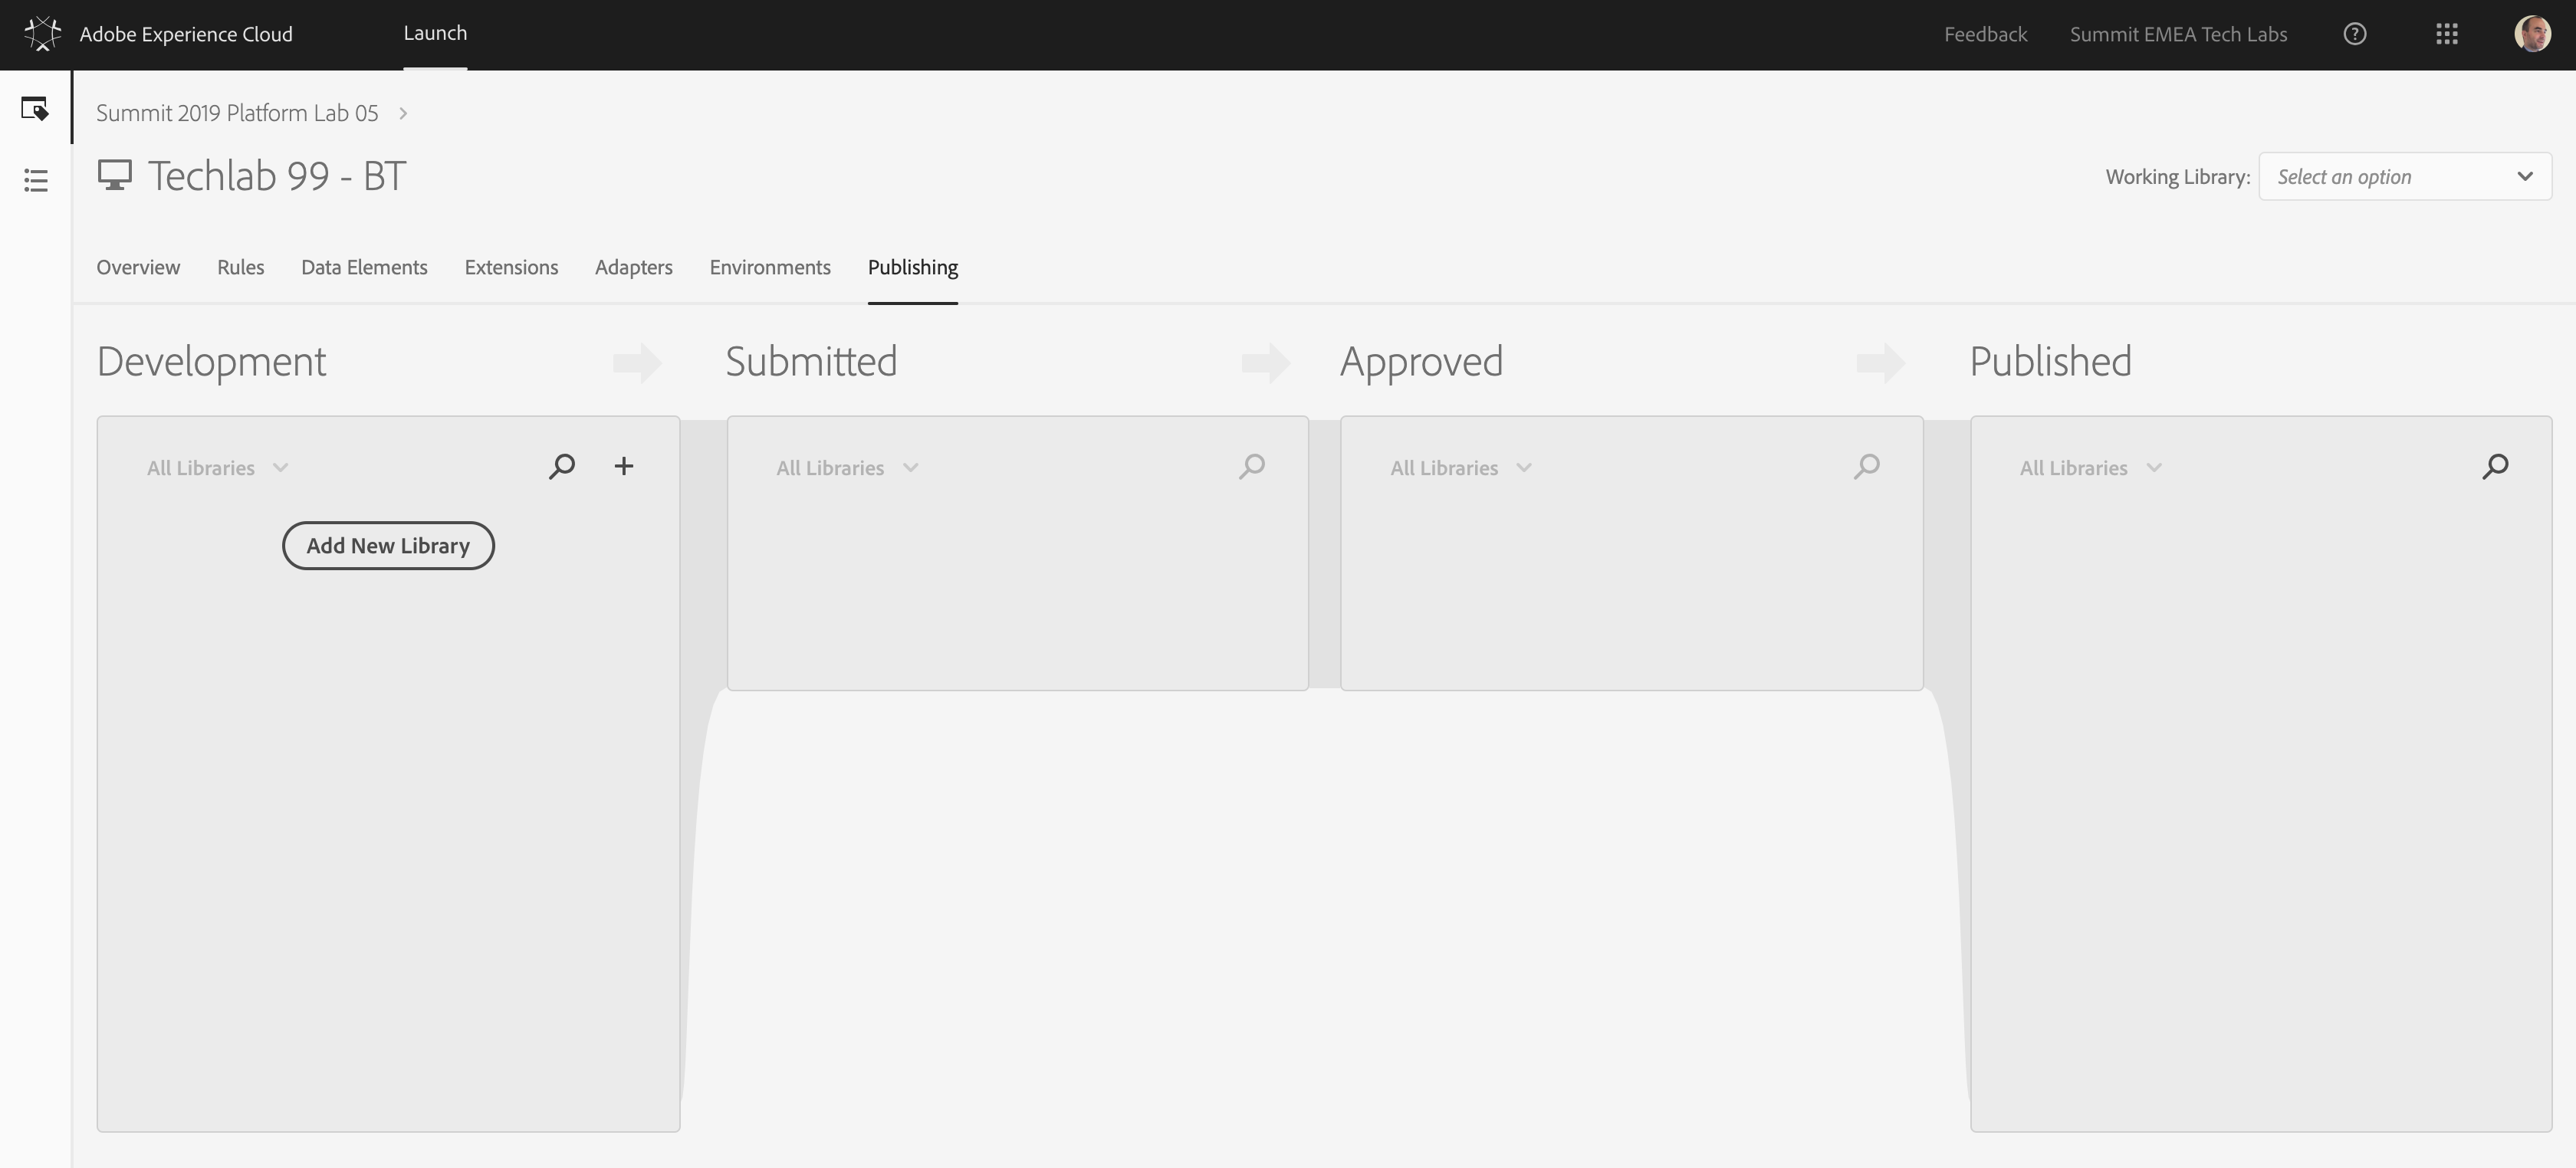 Adobe Experience Cloud
Launch
Feedback
Summit EMEA Tech Labs
Summit 2019 Platform Lab 05
Techlab 99 - BT
Working Library:
Select an option
Overview
Rules
Data Elements
Extensions
Adapters
Environments
Publishing
Development
Submitted
Approved
Published
All Libraries
All Libraries
All Libraries
All Libraries
Add New Library